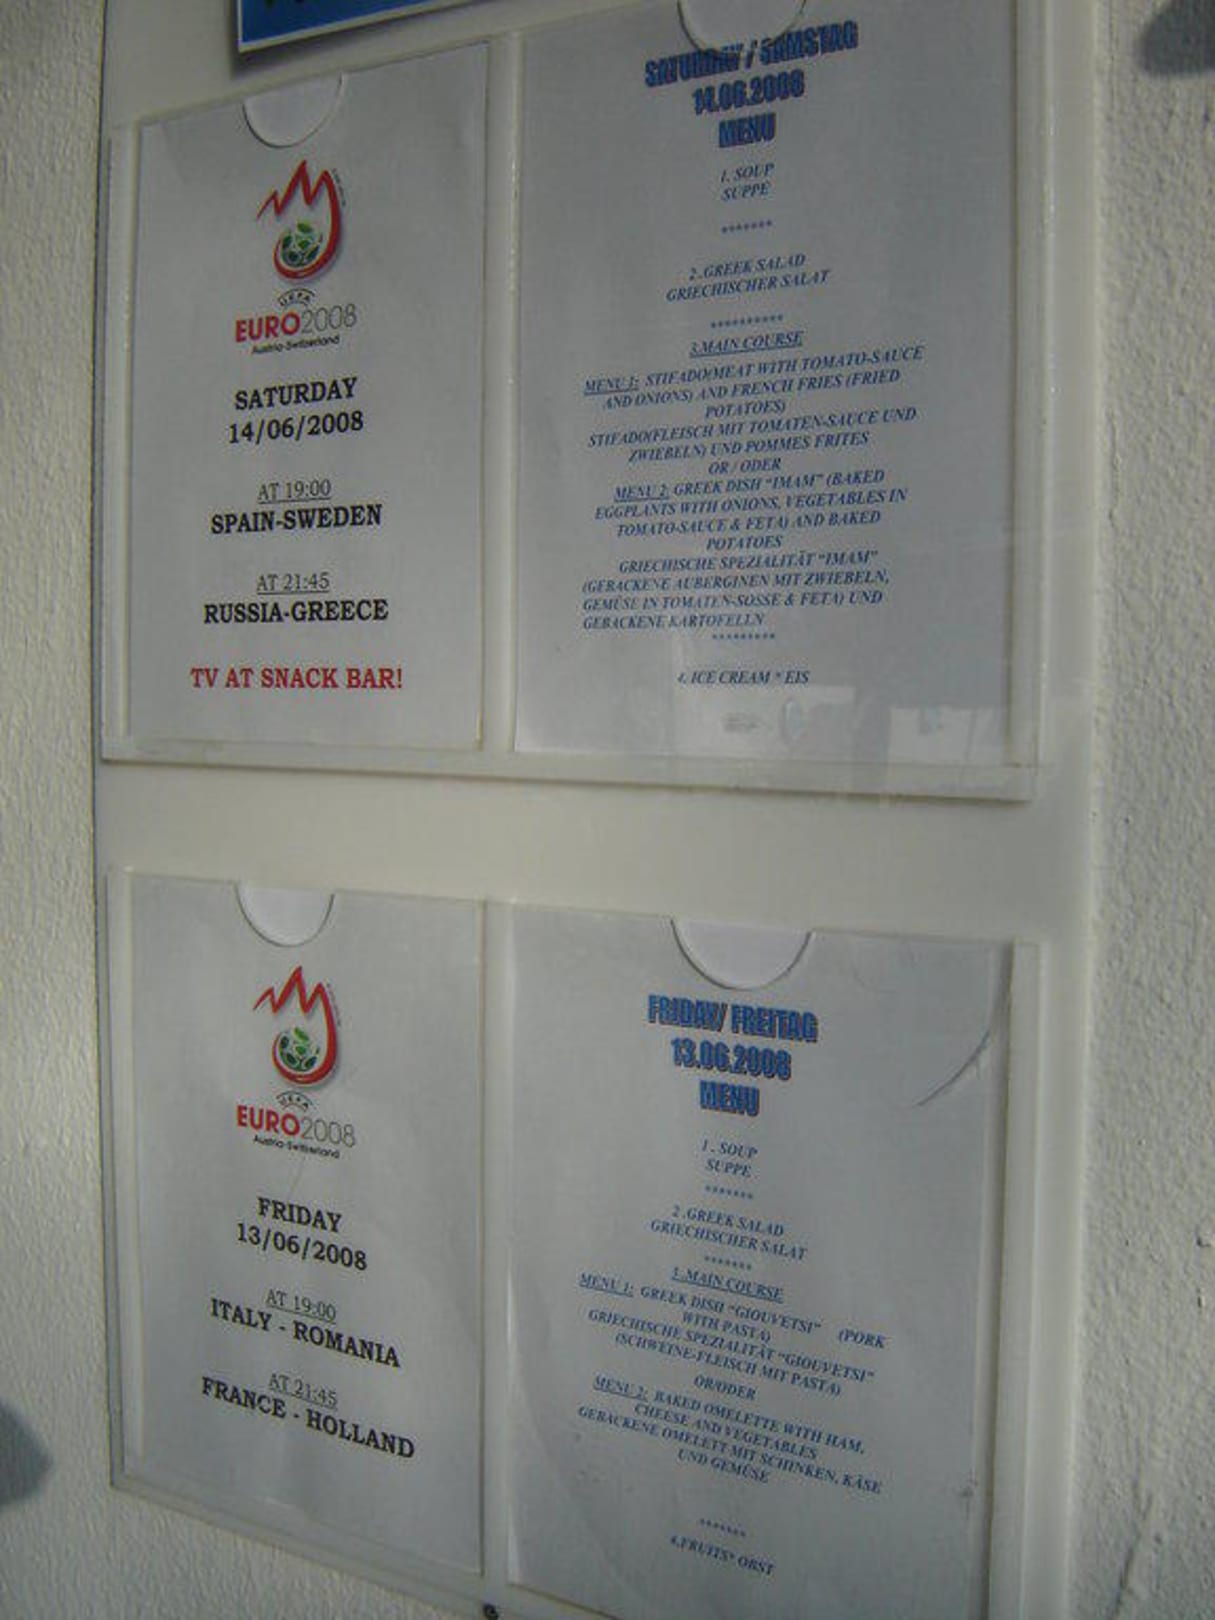 UEFA
EURO2008
Austria-Switzerland
SATURDAY
14/06/2008
AT 19:00
SPAIN-SWEDEN
AT 21:45
RUSSIA-GREECE
TV AT SNACK BAR!
SATURDAY / SAMSTAG
14.06.2008
MENU
1. SOUP
SUPPE
*******
2 .GREEK SALAD
GRIECHISCHER SALAT
**********
3.MAIN COURSE
MENU 1: STIFADO(MEAT WITH TOMATO-SAUCE
AND ONIONS) AND FRENCH FRIES (FRIED
POTATOES)
STIFADO(FLEISCH MIT TOMATEN-SAUCE UND
ZWIEBELN) UND POMMES FRITES
OR / ODER
MENU 2: GREEK DISH "IMAM" (BAKED
EGGPLANTS WITH ONIONS, VEGETABLES IN
TOMATO-SAUCE & FETA) AND BAKED
POTATOES
GRIECHISCHE SPEZIALITÄT "IMAM"
(GEBACKENE AUBERGINEN MIT ZWIEBELN,
GEMÜSE IN TOMATEN-SOSSE & FETA) UND
GEBACKENE KARTOFELLN
*********
4. ICE CREAM * EIS
UEFA
EURO2008
Austria-Switzerland
FRIDAY
13/06/2008
AT 19:00
ITALY - ROMANIA
AT 21:45
FRANCE - HOLLAND
FRIDAY/ FREITAG
13.06.2008
MENU
1 . SOUP
SUPPE
*******
2 .GREEK SALAD
GRIECHISCHER SALAT
*******
3.MAIN COURSE
MENU 1: GREEK DISH "GIOUVETSI" (PORK
WITH PASTA)
GRIECHISCHE SPEZIALITÄT "GIOUVETSI"
(SCHWEINE-FLEISCH MIT PASTA)
OR/ODER
MENU 2: BAKED OMELETTE WITH HAM,
CHEESE AND VEGETABLES
GEBACKENE OMELETT MIT SCHINKEN, KÄSE
UND GEMÜSE
*******
4.FRUITS* OBST